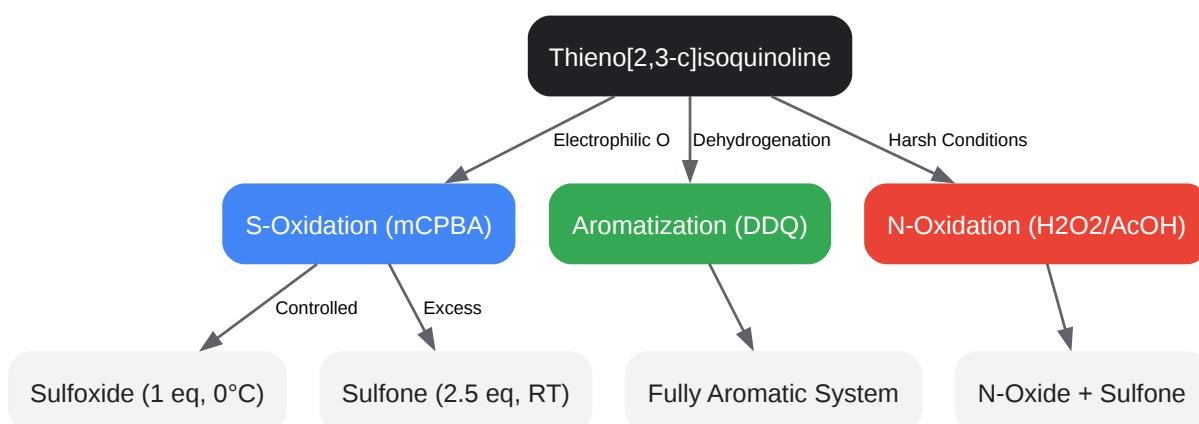 Thieno[2,3-c]isoquinoline
Electrophilic O
Dehydrogenation
Harsh Conditions
S-Oxidation (mCPBA)
Aromatization (DDQ)
N-Oxidation (H2O2/AcOH)
Controlled
Excess
Sulfoxide (1 eq, 0°C)
Sulfone (2.5 eq, RT)
Fully Aromatic System
N-Oxide + Sulfone